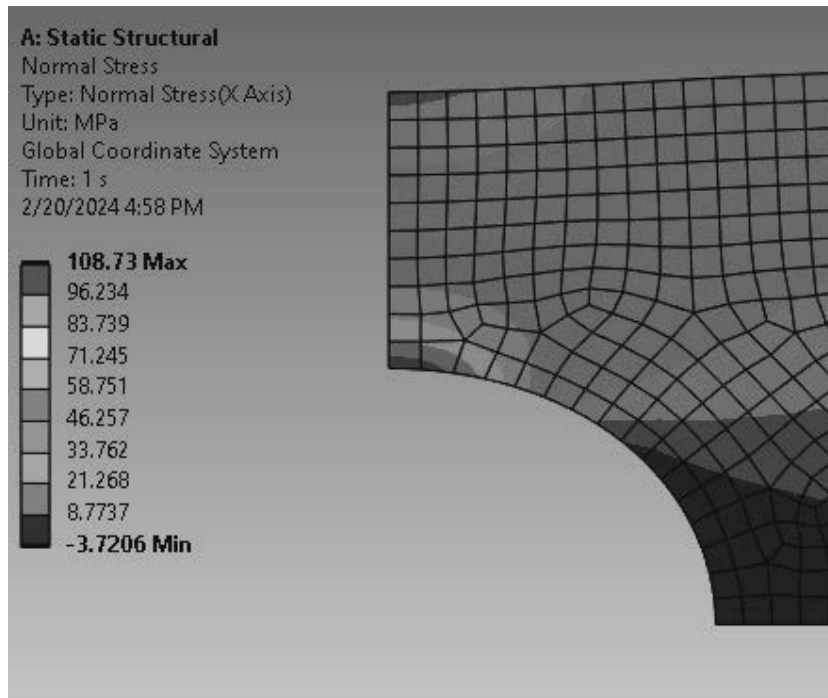 A: Static Structural
Normal Stress
Type: Normal Stress(X Axis)
Unit: MPa
Global Coordinate System
Time: 1 s
2/20/2024 4:58 PM
108.73 Max
96.234
83.739
71.245
58.751
46.257
33.762
21.268
8.7737
-3.7206 Min